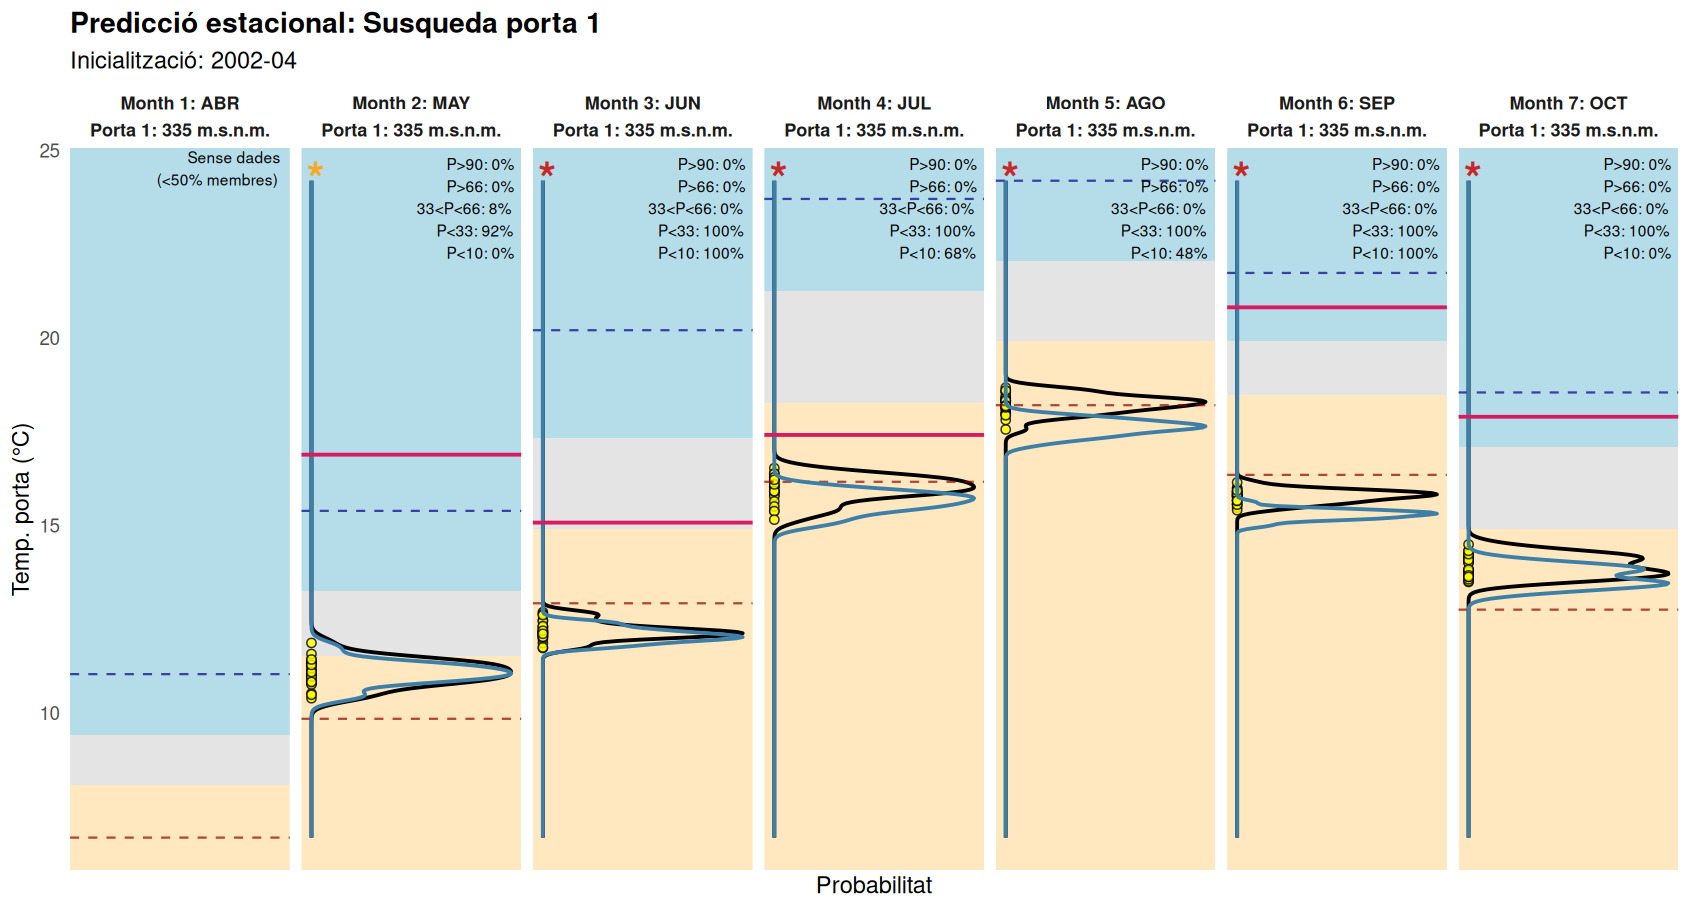 Predicció estacional: Susqueda porta 1
Inicialització: 2002-04
Month 1: ABR
Porta 1: 335 m.s.n.m.
Month 2: MAY
Porta 1: 335 m.s.n.m.
Month 3: JUN
Porta 1: 335 m.s.n.m.
Month 4: JUL
Porta 1: 335 m.s.n.m.
Month 5: AGO
Porta 1: 335 m.s.n.m.
Month 6: SEP
Porta 1: 335 m.s.n.m.
Month 7: OCT
Porta 1: 335 m.s.n.m.
Sense dades
(<50% membres)
*
P>90: 0%
P>66: 0%
33<P<66: 8%
P<33: 92%
P<10: 0%
*
P>90: 0%
P>66: 0%
33<P<66: 0%
P<33: 100%
P<10: 100%
*
P>90: 0%
P>66: 0%
33<P<66: 0%
P<33: 100%
P<10: 68%
*
P>90: 0%
P>66: 0%
33<P<66: 0%
P<33: 100%
P<10: 48%
*
P>90: 0%
P>66: 0%
33<P<66: 0%
P<33: 100%
P<10: 100%
*
P>90: 0%
P>66: 0%
33<P<66: 0%
P<33: 100%
P<10: 0%
25
20
15
10
Temp. porta (°C)
Probabilitat